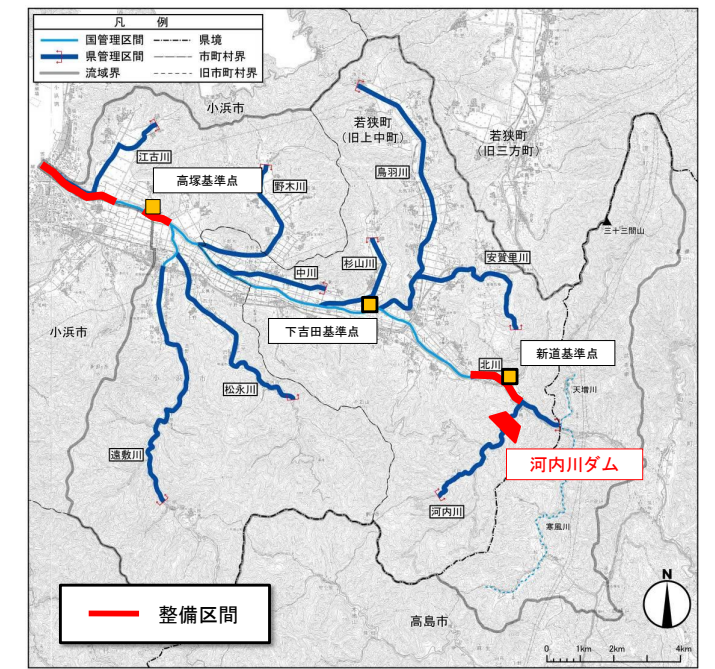 凡 例
国管理区間 県境
県管理区間 市町村界
流域界 旧市町村界
小浜市
若狭町
(旧上中町)
若狭町
(旧三方町)
江古川
高塚基準点
野木川
鳥羽川
三十三間山
中川
杉山川
安賀里川
小浜市
下吉田基準点
新道基準点
北川
天増川
松永川
遠敷川
河内川ダム
河内川
寒風川
整備区間
高島市
N
0 1km 2km 4km